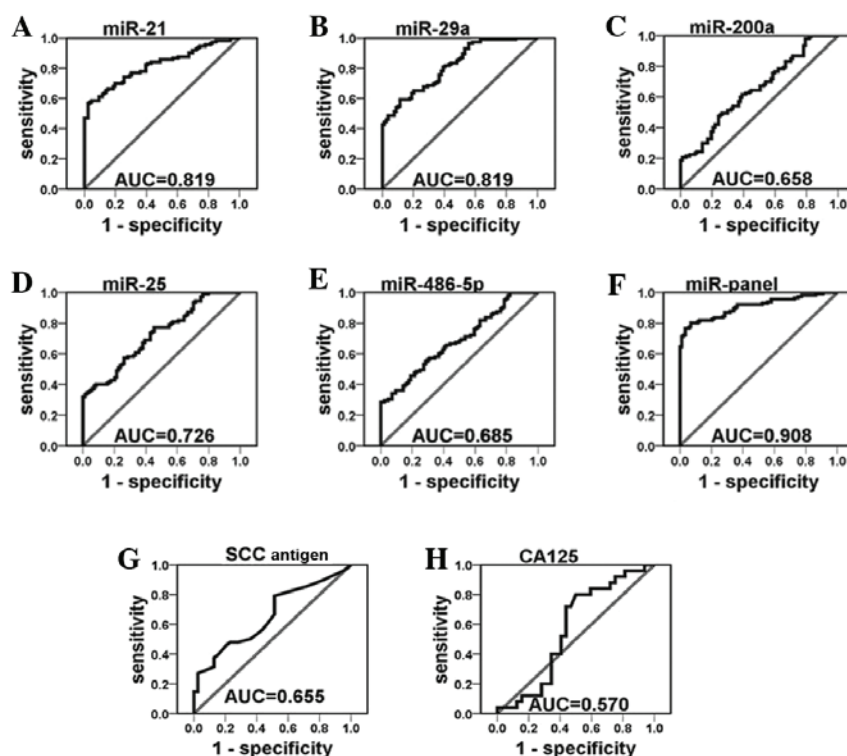 A miR-21
sensitivity
1.0
0.8
0.6
0.4
0.2
0.0
AUC=0.819
0.0 0.2 0.4 0.6 0.8 1.0
1 - specificity
B miR-29a
sensitivity
1.0
0.8
0.6
0.4
0.2
0.0
AUC=0.819
0.0 0.2 0.4 0.6 0.8 1.0
1 - specificity
C miR-200a
sensitivity
1.0
0.8
0.6
0.4
0.2
0.0
AUC=0.658
0.0 0.2 0.4 0.6 0.8 1.0
1 - specificity
D miR-25
sensitivity
1.0
0.8
0.6
0.4
0.2
0.0
AUC=0.726
0.0 0.2 0.4 0.6 0.8 1.0
1 - specificity
E miR-486-5p
sensitivity
1.0
0.8
0.6
0.4
0.2
0.0
AUC=0.685
0.0 0.2 0.4 0.6 0.8 1.0
1 - specificity
F miR-panel
sensitivity
1.0
0.8
0.6
0.4
0.2
0.0
AUC=0.908
0.0 0.2 0.4 0.6 0.8 1.0
1 - specificity
G SCC antigen
sensitivity
1.0
0.8
0.6
0.4
0.2
0.0
AUC=0.655
0.0 0.2 0.4 0.6 0.8 1.0
1 - specificity
H CA125
sensitivity
1.0
0.8
0.6
0.4
0.2
0.0
AUC=0.570
0.0 0.2 0.4 0.6 0.8 1.0
1 - specificity